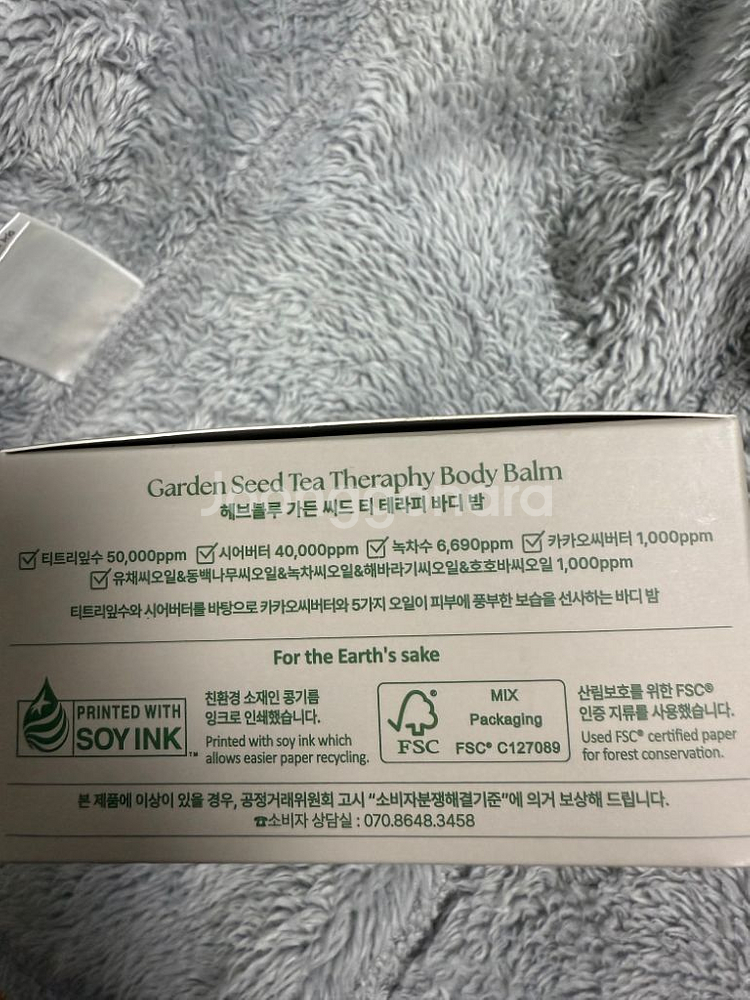 Garden Seed Tea Theraphy Body Balm
헤브블루 가든 씨드 티 테라피 바디 밤
Joonggonara
티트리잎수 50,000ppm 시어버터 40,000ppm 녹차수 6,690ppm 카카오씨버터 1,000ppm
유채씨오일&동백나무씨오일&녹차씨오일&해바라기씨오일&호호바씨오일 1,000ppm
티트리잎수와 시어버터를 바탕으로 카카오씨버터와 5가지 오일이 피부에 풍부한 보습을 선사하는 바디 밤
For the Earth's sake
PRINTED WITH
SOY INK™
친환경 소재인 콩기름
잉크로 인쇄했습니다.
Printed with soy ink which
allows easier paper recycling.
FSC
MIX
Packaging
FSC® C127089
산림보호를 위한 FSC®
인증 지류를 사용했습니다.
Used FSC® certified paper
for forest conservation.
본 제품에 이상이 있을 경우, 공정거래위원회 고시 “소비자분쟁해결기준”에 의거 보상해 드립니다.
☎소비자 상담실 : 070.8648.3458